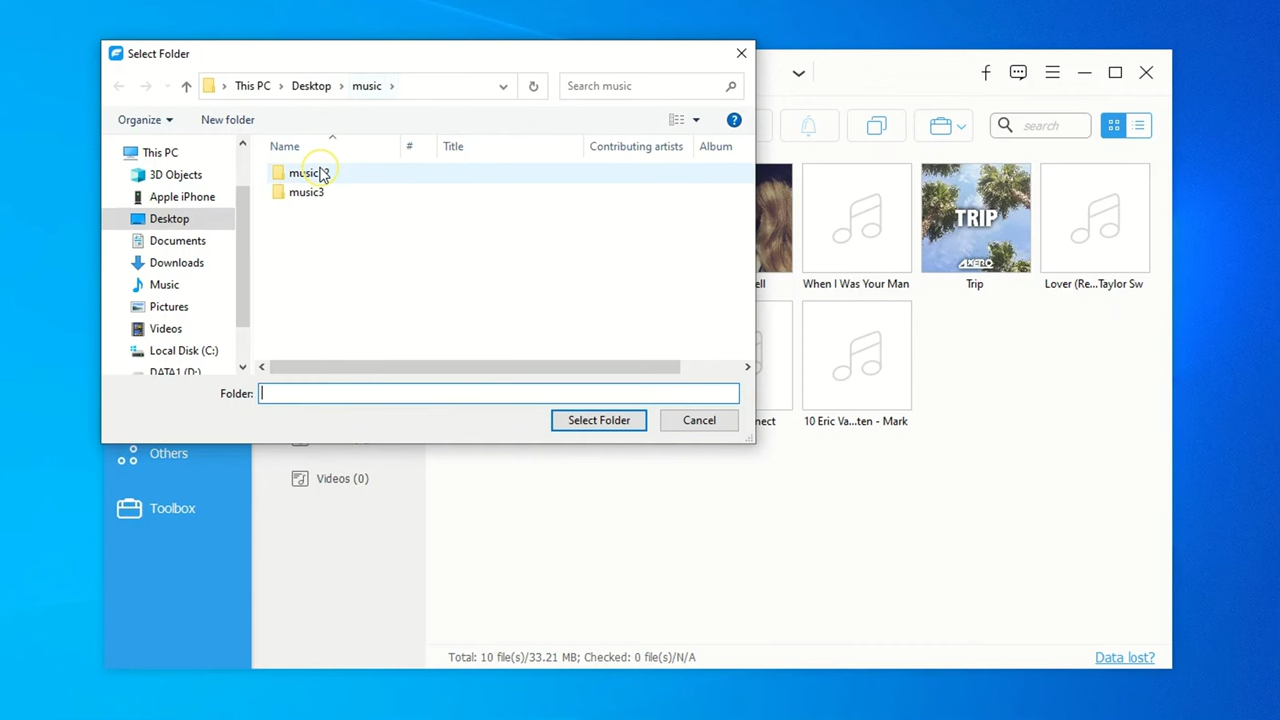 Select Folder
This PC > Desktop > music >
Search music
Organize
New folder
Name
#
Title
Contributing artists
Album
This PC
3D Objects
Apple iPhone
Desktop
Documents
Downloads
Music
Pictures
Videos
Local Disk (C:)
DATA1 (D:)
music3
Folder:
Select Folder
Cancel
search
When I Was Your Man
Trip
Lover (Re...Taylor Sw
TRIP
AXERO
10 Eric Va...ten - Mark
Others
Toolbox
Videos (0)
Total: 10 file(s)/33.21 MB; Checked: 0 file(s)/N/A
Data lost?